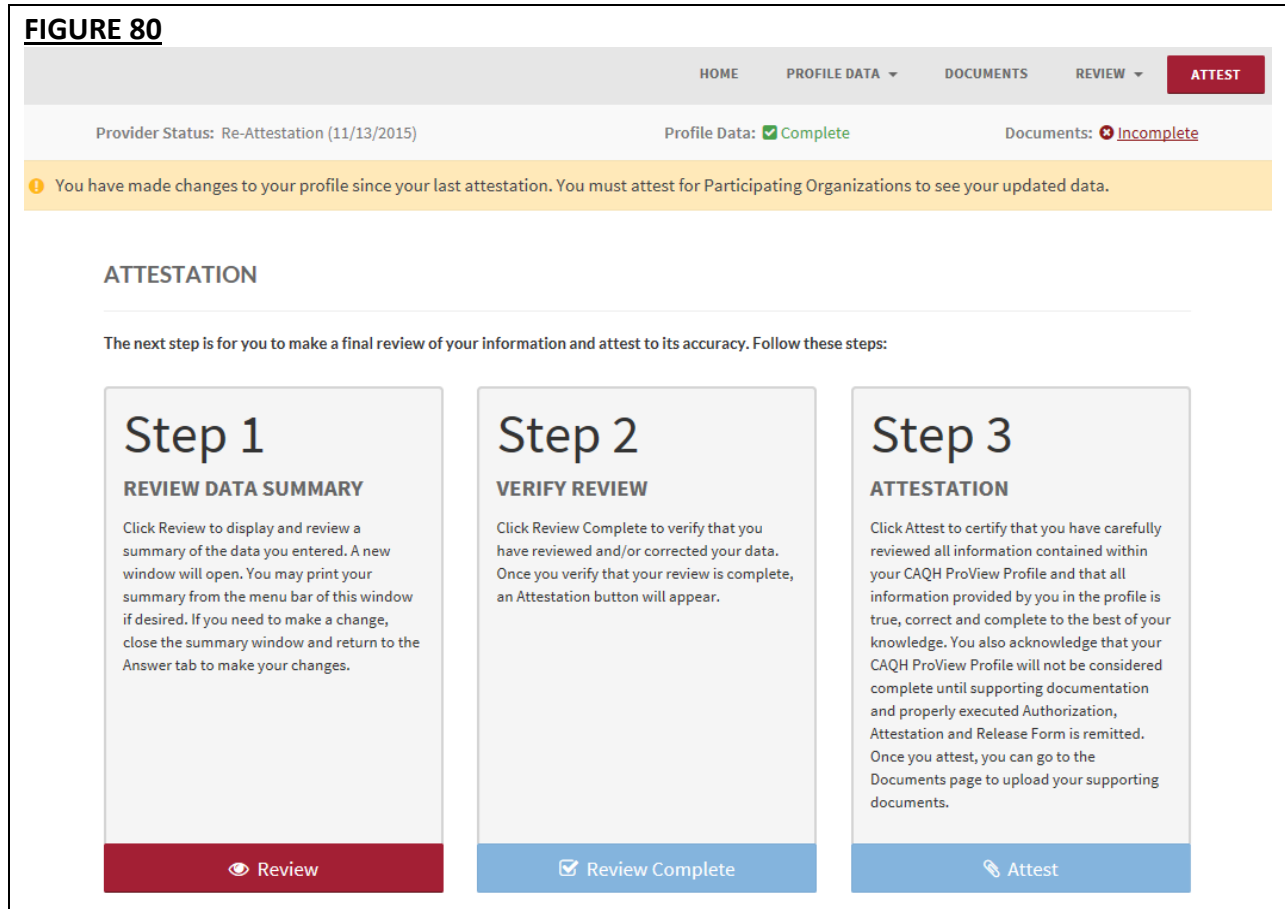 FIGURE 80
HOME PROFILE DATA DOCUMENTS REVIEW ATTEST
Provider Status: Re-Attestation (11/13/2015) Profile Data: Complete Documents: Incomplete
You have made changes to your profile since your last attestation. You must attest for Participating Organizations to see your updated data.
ATTESTATION
The next step is for you to make a final review of your information and attest to its accuracy. Follow these steps:
Step 1
REVIEW DATA SUMMARY
Click Review to display and review a
summary of the data you entered. A new
window will open. You may print your
summary from the menu bar of this window
if desired. If you need to make a change,
close the summary window and return to the
Answer tab to make your changes.
Review
Step 2
VERIFY REVIEW
Click Review Complete to verify that you
have reviewed and/or corrected your data.
Once you verify that your review is complete,
an Attestation button will appear.
Review Complete
Step 3
ATTESTATION
Click Attest to certify that you have carefully
reviewed all information contained within
your CAQH ProView Profile and that all
information provided by you in the profile is
true, correct and complete to the best of your
knowledge. You also acknowledge that your
CAQH ProView Profile will not be considered
complete until supporting documentation
and properly executed Authorization,
Attestation and Release Form is remitted.
Once you attest, you can go to the
Documents page to upload your supporting
documents.
Attest